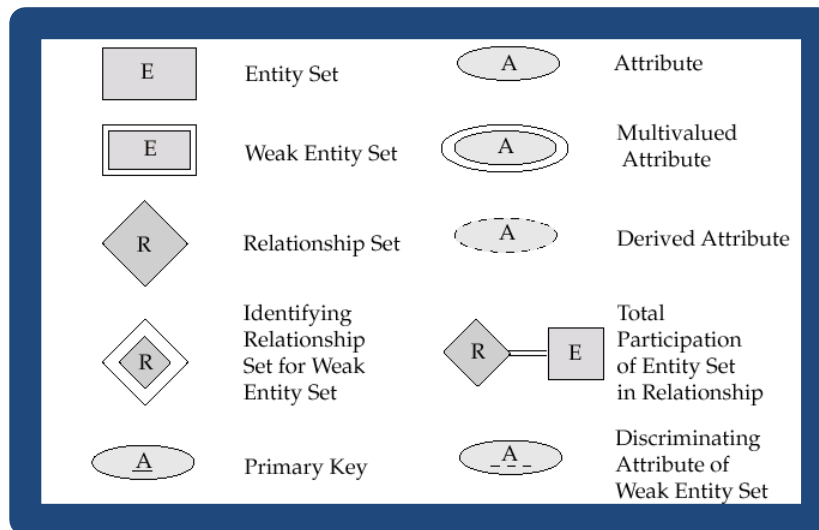 E
Entity Set
A
Attribute
E
Weak Entity Set
A
Multivalued
Attribute
R
Relationship Set
A
Derived Attribute
R
Identifying
Relationship
Set for Weak
Entity Set
R
E
Total
Participation
of Entity Set
in Relationship
A
Primary Key
A
Discriminating
Attribute of
Weak Entity Set